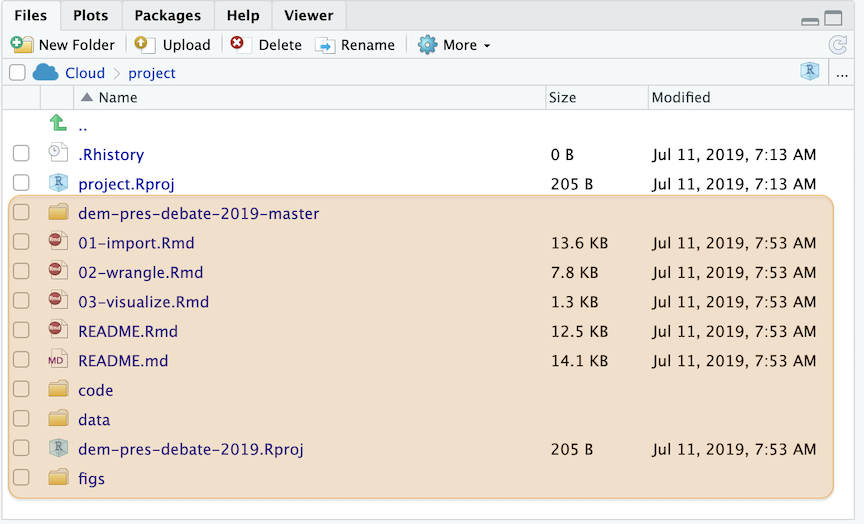 Files Plots Packages Help Viewer
New Folder Upload Delete Rename More
Cloud project R ...
Name Size Modified
..
.Rhistory 0 B Jul 11, 2019, 7:13 AM
R project.Rproj 205 B Jul 11, 2019, 7:13 AM
dem-pres-debate-2019-master
Rmd 01-import.Rmd 13.6 KB Jul 11, 2019, 7:53 AM
Rmd 02-wrangle.Rmd 7.8 KB Jul 11, 2019, 7:53 AM
Rmd 03-visualize.Rmd 1.3 KB Jul 11, 2019, 7:53 AM
Rmd README.Rmd 12.5 KB Jul 11, 2019, 7:53 AM
MD README.md 14.1 KB Jul 11, 2019, 7:53 AM
code
data
R dem-pres-debate-2019.Rproj 205 B Jul 11, 2019, 7:53 AM
figs